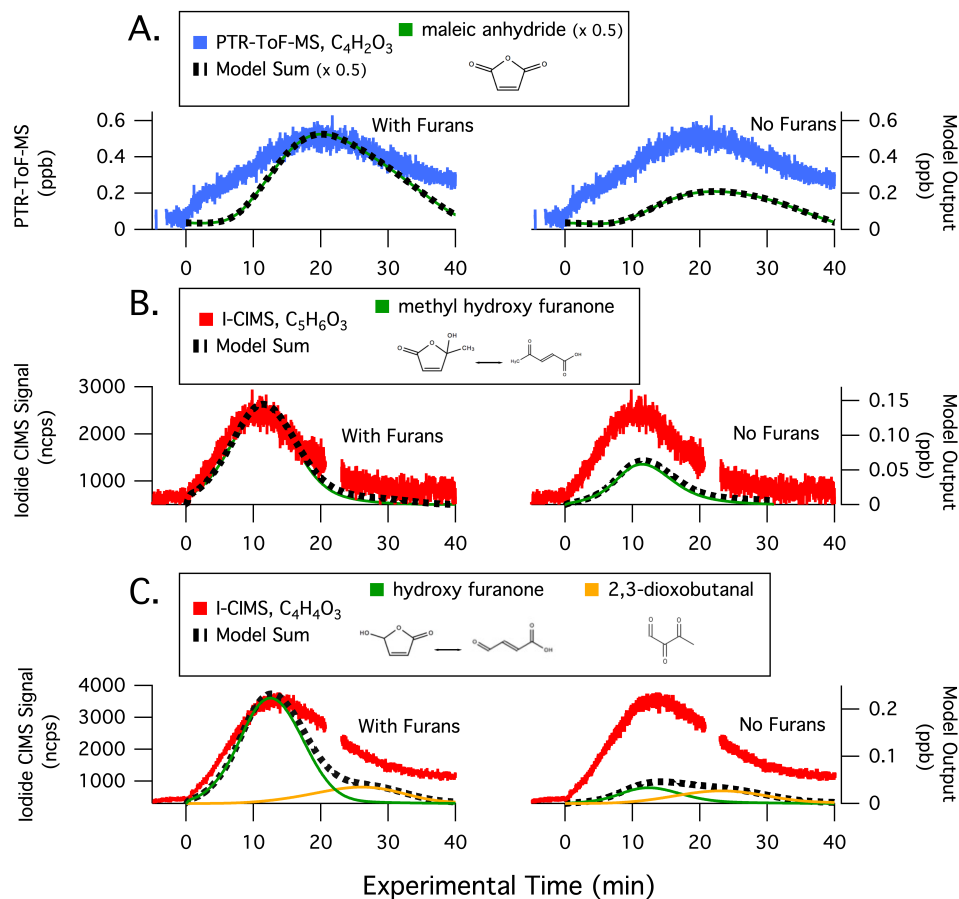 A.
PTR-ToF-MS, C₄H₂O₃
Model Sum (x 0.5)
maleic anhydride (x 0.5)
O
O
O
PTR-ToF-MS
(ppb)
0.6
0.4
0.2
0
With Furans
0 10 20 30 40
No Furans
0 10 20 30 40
0.6
0.4
0.2
0
Model Output
(ppb)
B.
I-CIMS, C₅H₆O₃
Model Sum
methyl hydroxy furanone
OH
O
O
CH₃
O
H₃C
OH
O
Iodide CIMS Signal
(ncps)
3000
2000
1000
With Furans
0 10 20 30 40
No Furans
0 10 20 30 40
0.15
0.10
0.05
0
Model Output
(ppb)
C.
I-CIMS, C₄H₄O₃
Model Sum
hydroxy furanone
2,3-dioxobutanal
HO
O
O
O
O
OH
O
O
O
Iodide CIMS Signal
(ncps)
4000
3000
2000
1000
With Furans
0 10 20 30 40
No Furans
0 10 20 30 40
0.2
0.1
0
Model Output
(ppb)
Experimental Time (min)